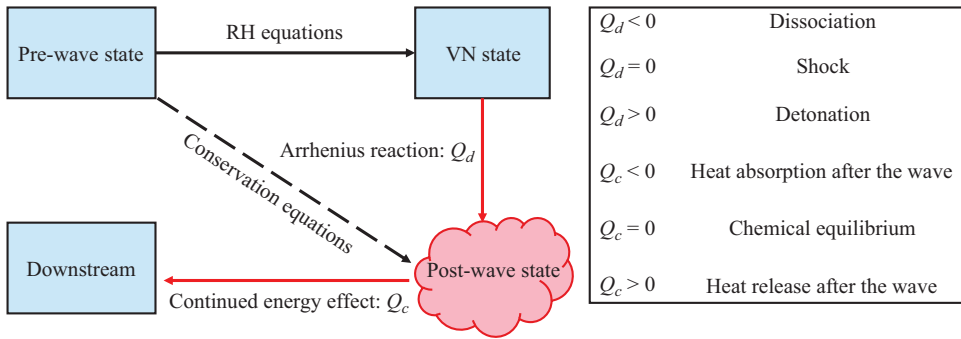 Pre-wave state
RH equations
VN state
Arrhenius reaction: Q_d
Conservation equations
Downstream
Post-wave state
Continued energy effect: Q_c
Q_d < 0 Dissociation
Q_d = 0 Shock
Q_d > 0 Detonation
Q_c < 0 Heat absorption after the wave
Q_c = 0 Chemical equilibrium
Q_c > 0 Heat release after the wave